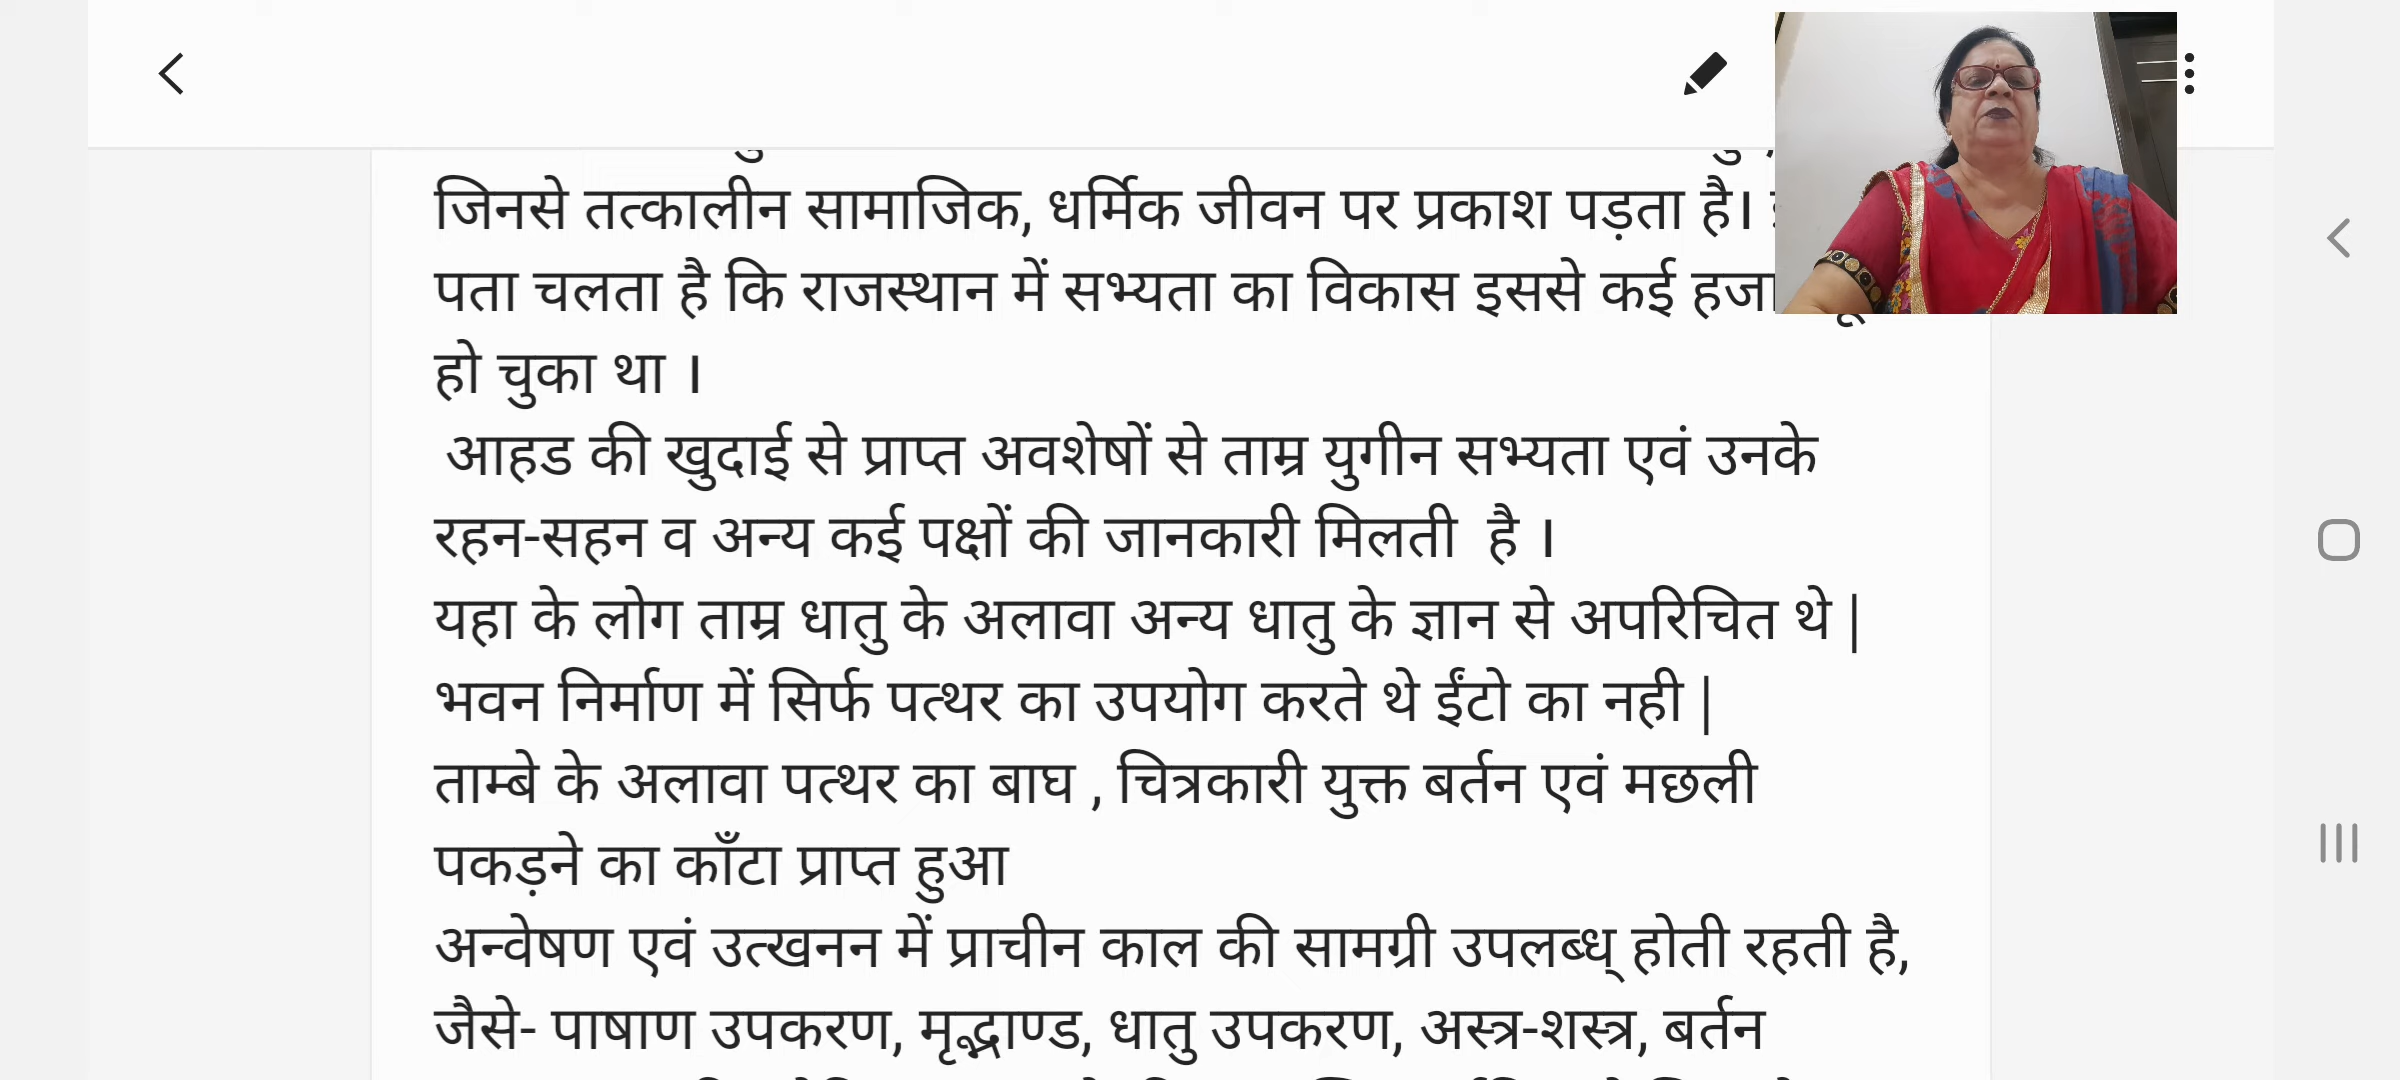 जिनसे तत्कालीन सामाजिक, धर्मिक जीवन पर प्रकाश पड़ता है।
पता चलता है कि राजस्थान में सभ्यता का विकास इससे कई
हो चुका था ।
आहड की खुदाई से प्राप्त अवशेषों से ताम्र युगीन सभ्यता एवं उनके
रहन-सहन व अन्य कई पक्षों की जानकारी मिलती है ।
यहा के लोग ताम्र धातु के अलावा अन्य धातु के ज्ञान से अपरिचित थे|
भवन निर्माण में सिर्फ पत्थर का उपयोग करते थे ईंटो का नही|
ताम्बे के अलावा पत्थर का बाघ , चित्रकारी युक्त बर्तन एवं मछली
पकड़ने का काँटा प्राप्त हुआ
अन्वेषण एवं उत्खनन में प्राचीन काल की सामग्री उपलब्ध् होती रहती है,
जैसे- पाषाण उपकरण, मृद्भाण्ड, धातु उपकरण, अस्त्र-शस्त्र, बर्तन